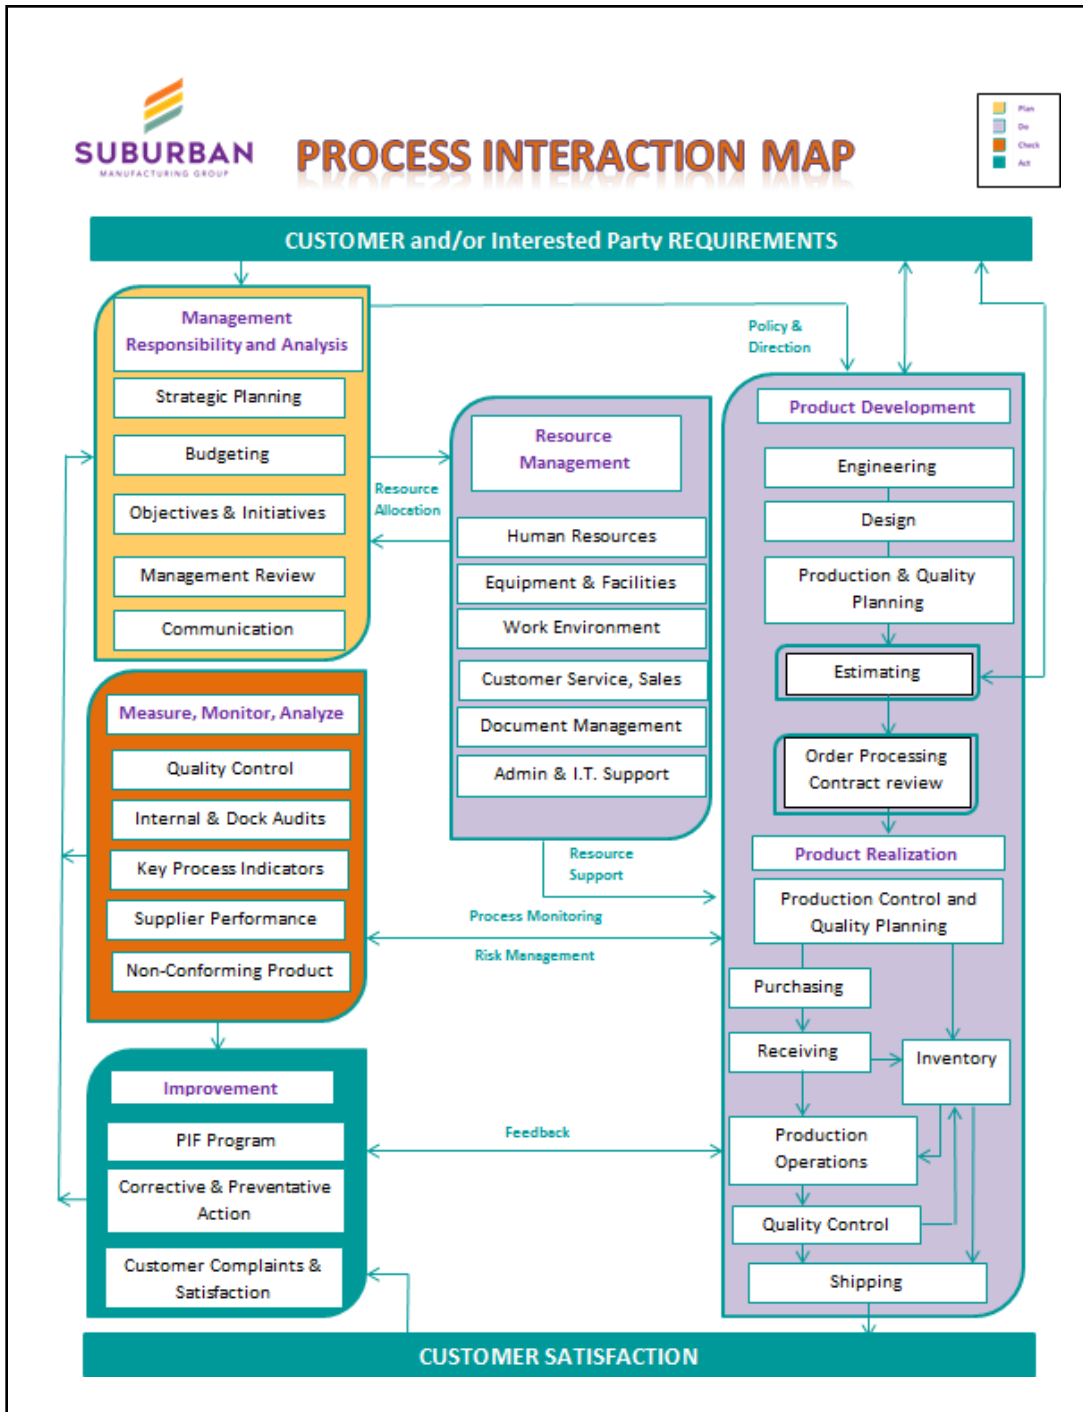 SUBURBAN
MANUFACTURING GROUP
PROCESS INTERACTION MAP
Plan
Do
Check
Act
CUSTOMER and/or Interested Party REQUIREMENTS
Management
Responsibility and Analysis
Strategic Planning
Budgeting
Objectives & Initiatives
Management Review
Communication
Policy &
Direction
Resource
Allocation
Resource
Management
Human Resources
Equipment & Facilities
Work Environment
Customer Service, Sales
Document Management
Admin & I.T. Support
Resource
Support
Product Development
Engineering
Design
Production & Quality
Planning
Estimating
Order Processing
Contract review
Product Realization
Production Control and
Quality Planning
Purchasing
Receiving
Inventory
Production
Operations
Quality Control
Shipping
Measure, Monitor, Analyze
Quality Control
Internal & Dock Audits
Key Process Indicators
Supplier Performance
Non-Conforming Product
Process Monitoring
Risk Management
Improvement
PIF Program
Corrective & Preventative
Action
Customer Complaints &
Satisfaction
Feedback
CUSTOMER SATISFACTION